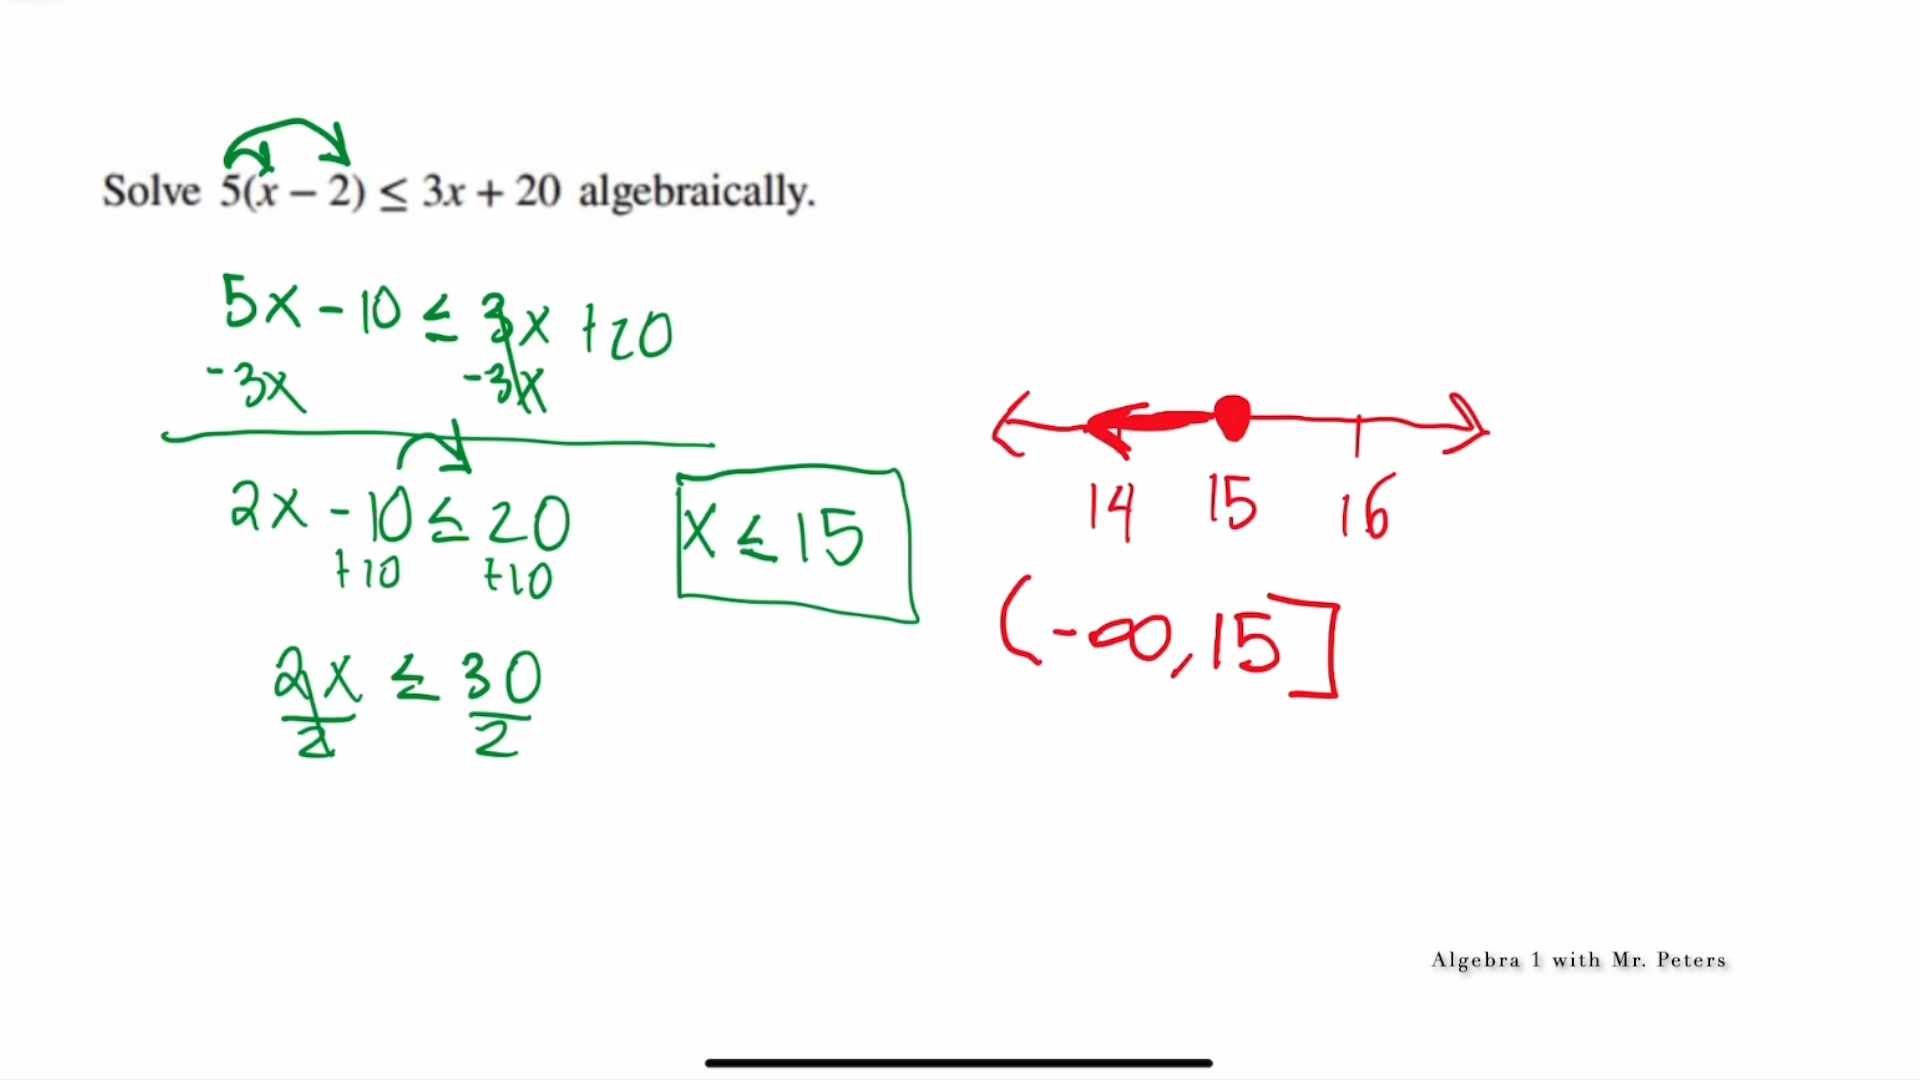 Solve 5(x − 2) ≤ 3x + 20 algebraically.
5x - 10 ≤ 3x + 20
-3x -3x
2x - 10 ≤ 20
+10 +10
2x ≤ 30
2 2
x ≤ 15
14 15 16
(-∞, 15]
Algebra 1 with Mr. Peters